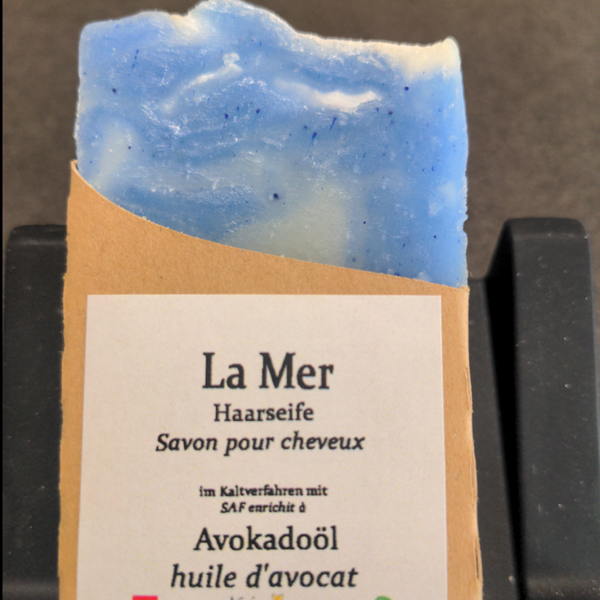 La Mer
Haarseife
Savon pour cheveux
im Kaltverfahren mit
SAF enrichit à
Avokadoöl
huile d'avocat